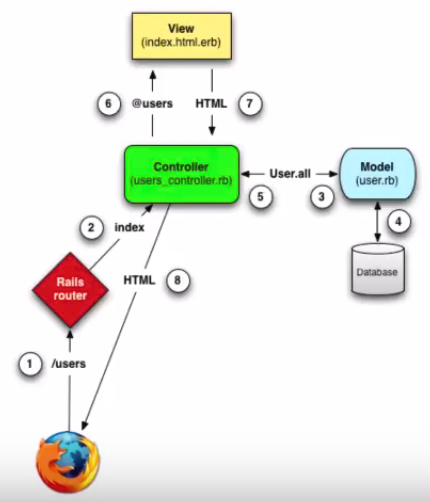 View
(index.html.erb)
6 @users HTML 7
Controller
(users_controller.rb)
User.all
5
3
Model
(user.rb)
4
Database
2 index
Rails
router
HTML 8
1 /users